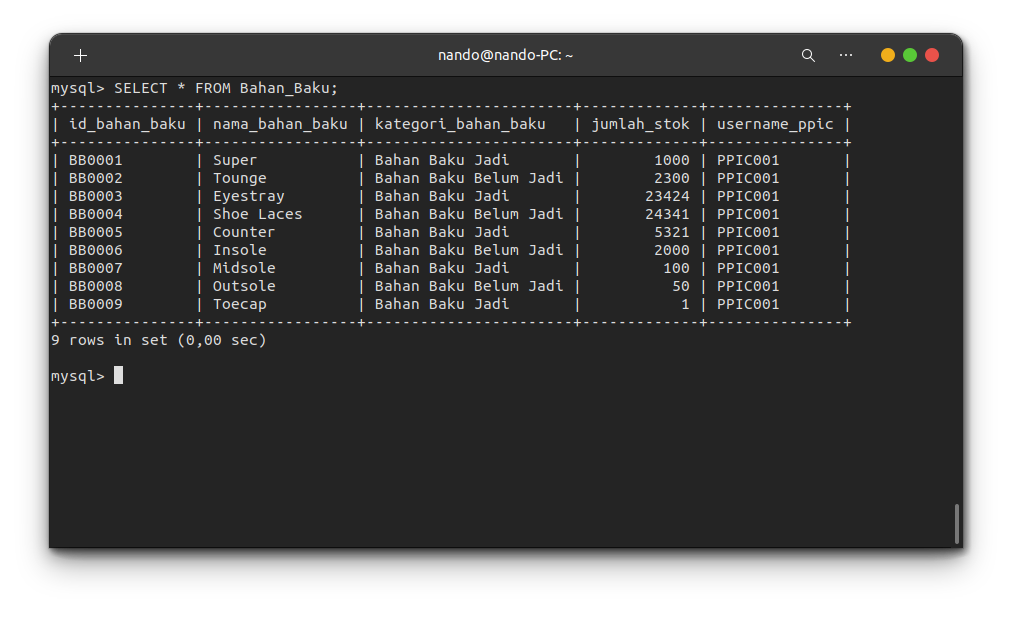 nando@nando-PC: ~
mysql> SELECT * FROM Bahan_Baku;
+---------------+-----------------+-----------------------+-------------+---------------+
| id_bahan_baku | nama_bahan_baku | kategori_bahan_baku   | jumlah_stok | username_ppic |
+---------------+-----------------+-----------------------+-------------+---------------+
| BB0001        | Super           | Bahan Baku Jadi       |        1000 | PPIC001       |
| BB0002        | Tounge          | Bahan Baku Belum Jadi |        2300 | PPIC001       |
| BB0003        | Eyestray        | Bahan Baku Jadi       |       23424 | PPIC001       |
| BB0004        | Shoe Laces      | Bahan Baku Belum Jadi |       24341 | PPIC001       |
| BB0005        | Counter         | Bahan Baku Jadi       |        5321 | PPIC001       |
| BB0006        | Insole          | Bahan Baku Belum Jadi |        2000 | PPIC001       |
| BB0007        | Midsole         | Bahan Baku Jadi       |         100 | PPIC001       |
| BB0008        | Outsole         | Bahan Baku Belum Jadi |          50 | PPIC001       |
| BB0009        | Toecap          | Bahan Baku Jadi       |           1 | PPIC001       |
+---------------+-----------------+-----------------------+-------------+---------------+
9 rows in set (0,00 sec)
mysql>